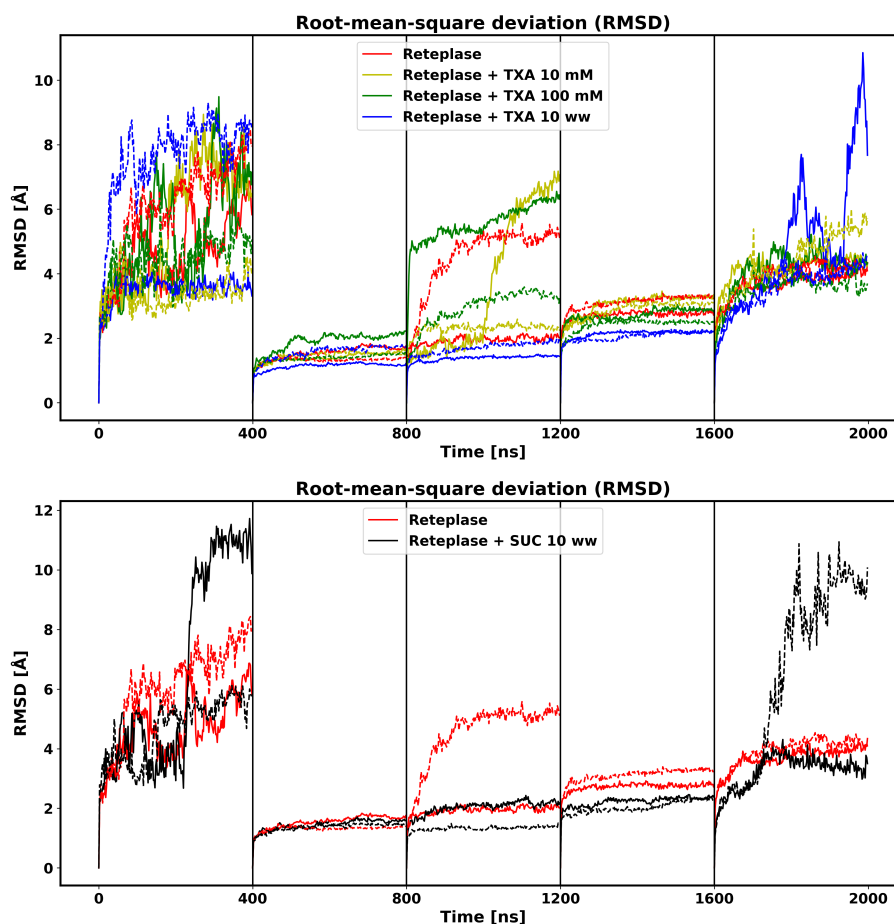 Root-mean-square deviation (RMSD)
Reteplase
Reteplase + TXA 10 mM
Reteplase + TXA 100 mM
Reteplase + TXA 10 ww
RMSD [Å]
10
8
6
4
2
0
0 400 800 1200 1600 2000
Time [ns]
Root-mean-square deviation (RMSD)
Reteplase
Reteplase + SUC 10 ww
RMSD [Å]
12
10
8
6
4
2
0
0 400 800 1200 1600 2000
Time [ns]